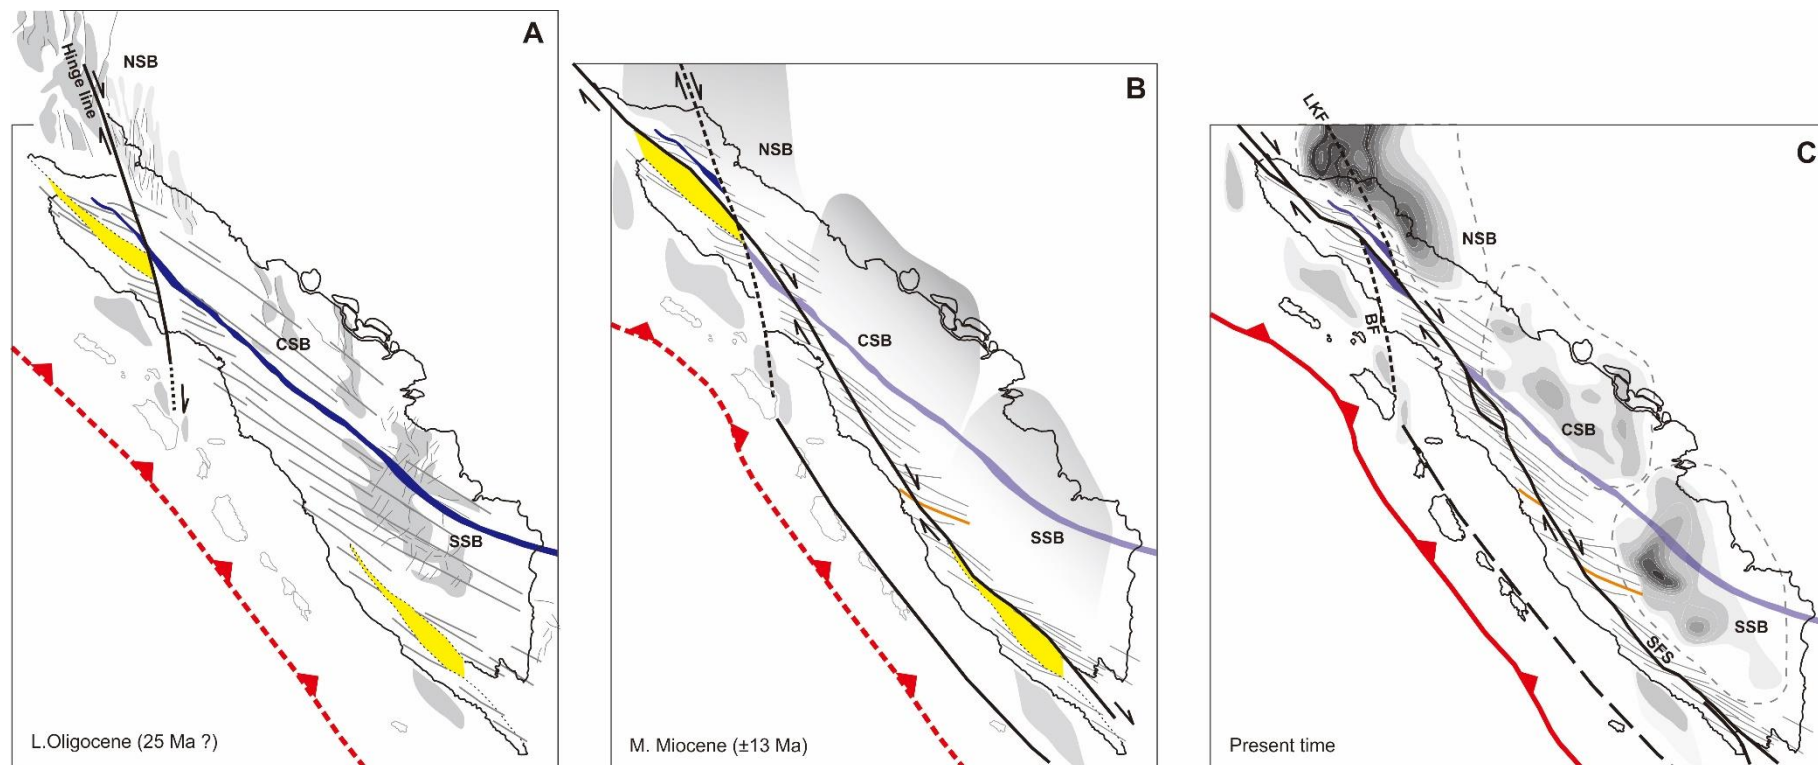 A
Hinge line
NSB
CSB
SSB
L.Oligocene (25 Ma ?)
B
NSB
CSB
SSB
M. Miocene (±13 Ma)
C
LKF
NSB
BF
CSB
SSB
SFS
Present time